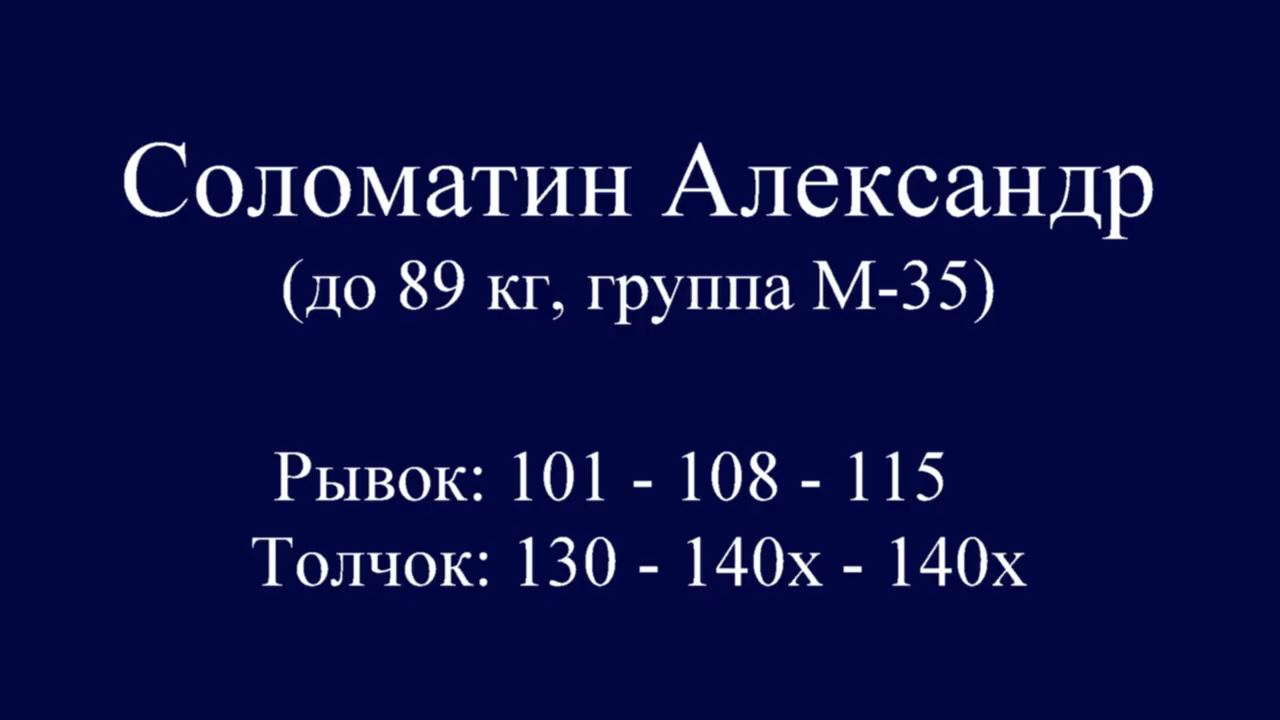 Соломатин Александр
(до 89 кг, группа М-35)
Рывок: 101 - 108 - 115
Толчок: 130 - 140х - 140х